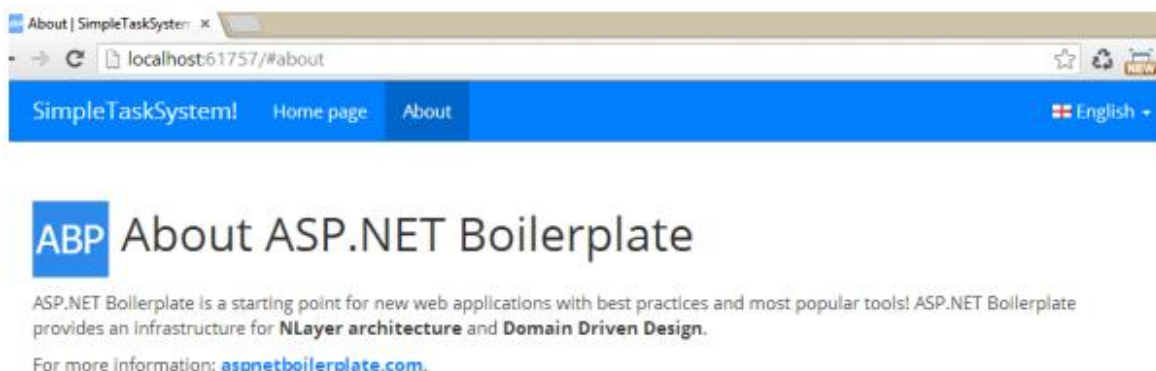 About | SimpleTaskSystem
localhost:61757/#about
NEW
SimpleTaskSystem! Home page About English
ABP About ASP.NET Boilerplate
ASP.NET Boilerplate is a starting point for new web applications with best practices and most popular tools! ASP.NET Boilerplate
provides an infrastructure for NLayer architecture and Domain Driven Design.
For more information: aspnetboilerplate.com.